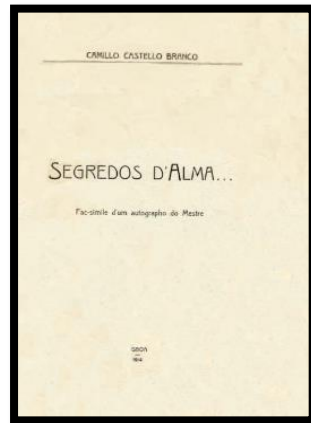 CAMILLO CASTELLO BRANCO
SEGREDOS D'ALMA...
Fac-simile d'um autographo do Mestre